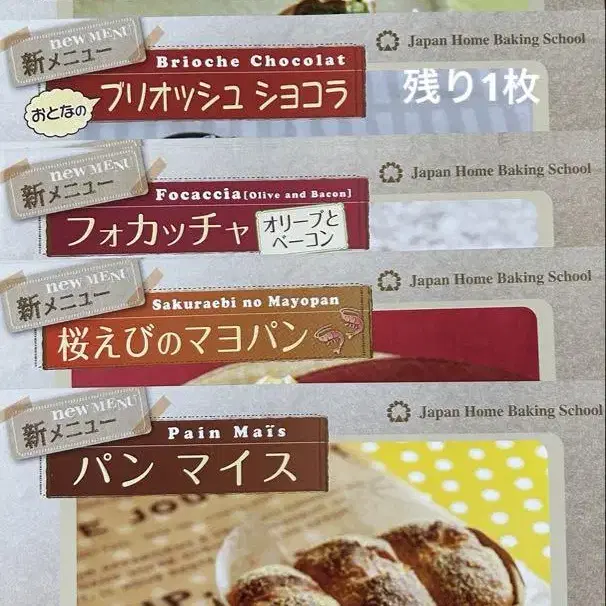 new MENU
新メニュー
Brioche Chocolat
おとなの
ブリオッシュ ショコラ
Japan Home Baking School
残り1枚
new MENU
新メニュー
Focaccia [Olive and Bacon]
フォカッチャ
オリーブと
ベーコン
Japan Home Baking School
new MENU
新メニュー
Sakuraebi no Mayopan
桜えびのマヨパン
Japan Home Baking School
new MENU
新メニュー
Pain Maïs
パン マイス
Japan Home Baking School